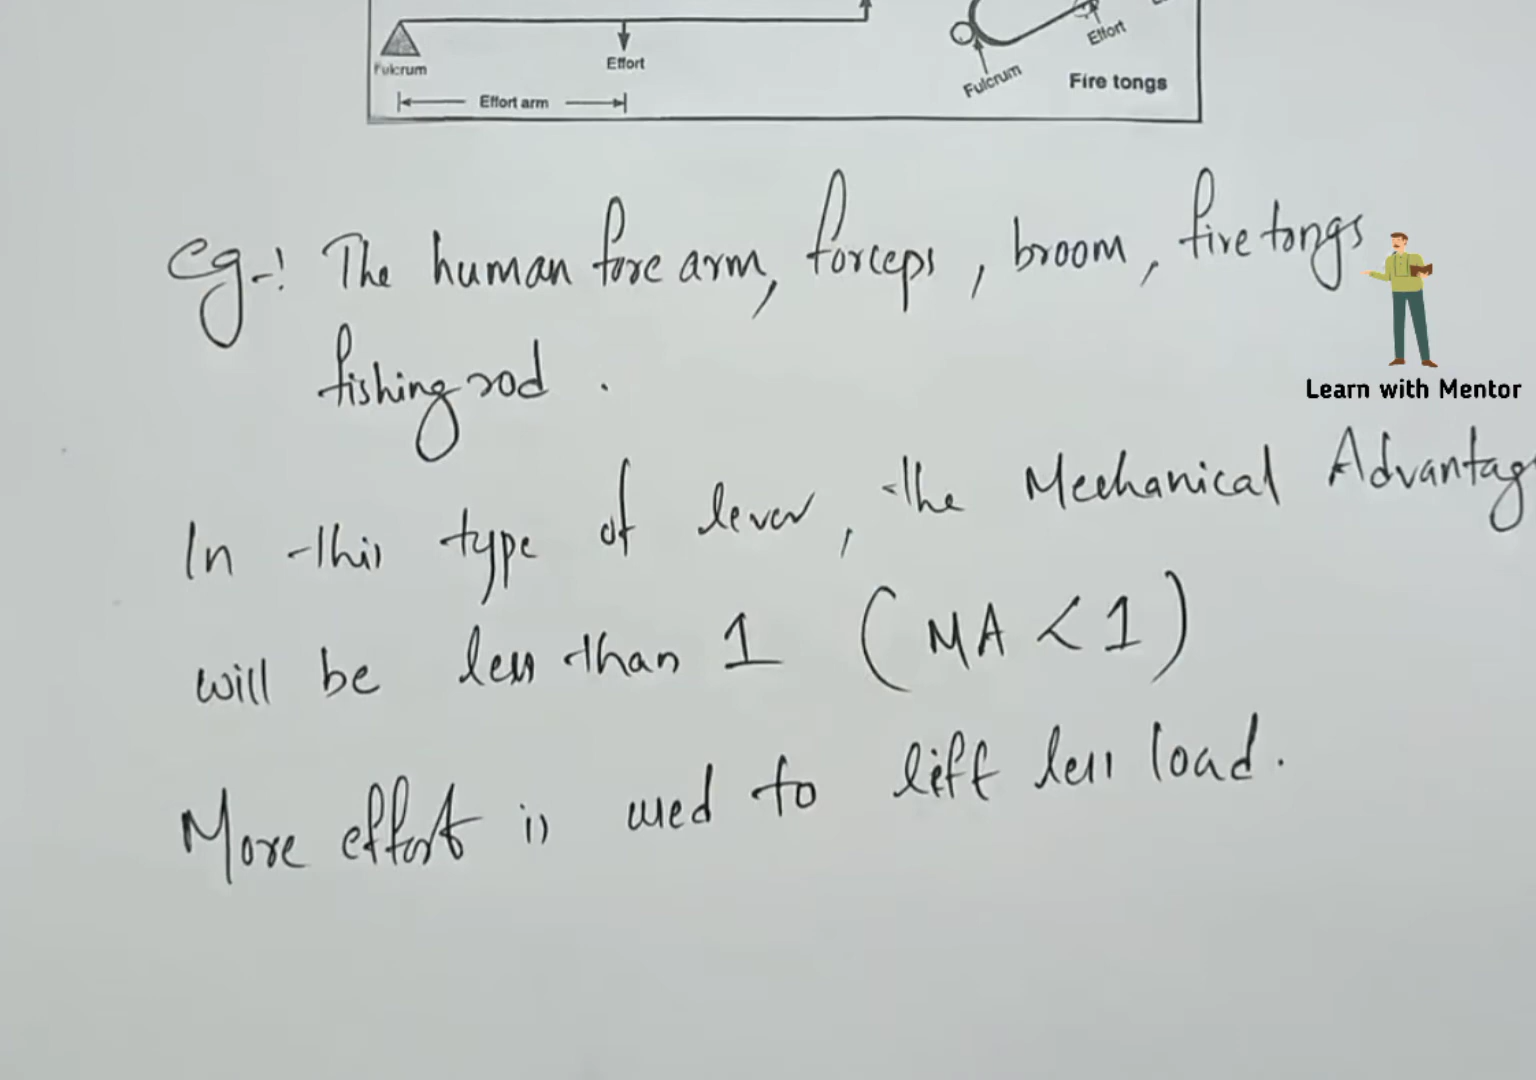 Fulcrum
Effort
Effort arm
Fulcrum
Effort
Fire tongs
eg-: The human fore arm, forceps, broom, fire tongs
fishing rod.
Learn with Mentor
In this type of lever, the Mechanical Advantag
will be less than 1 (MA < 1)
More effort is used to lift less load.